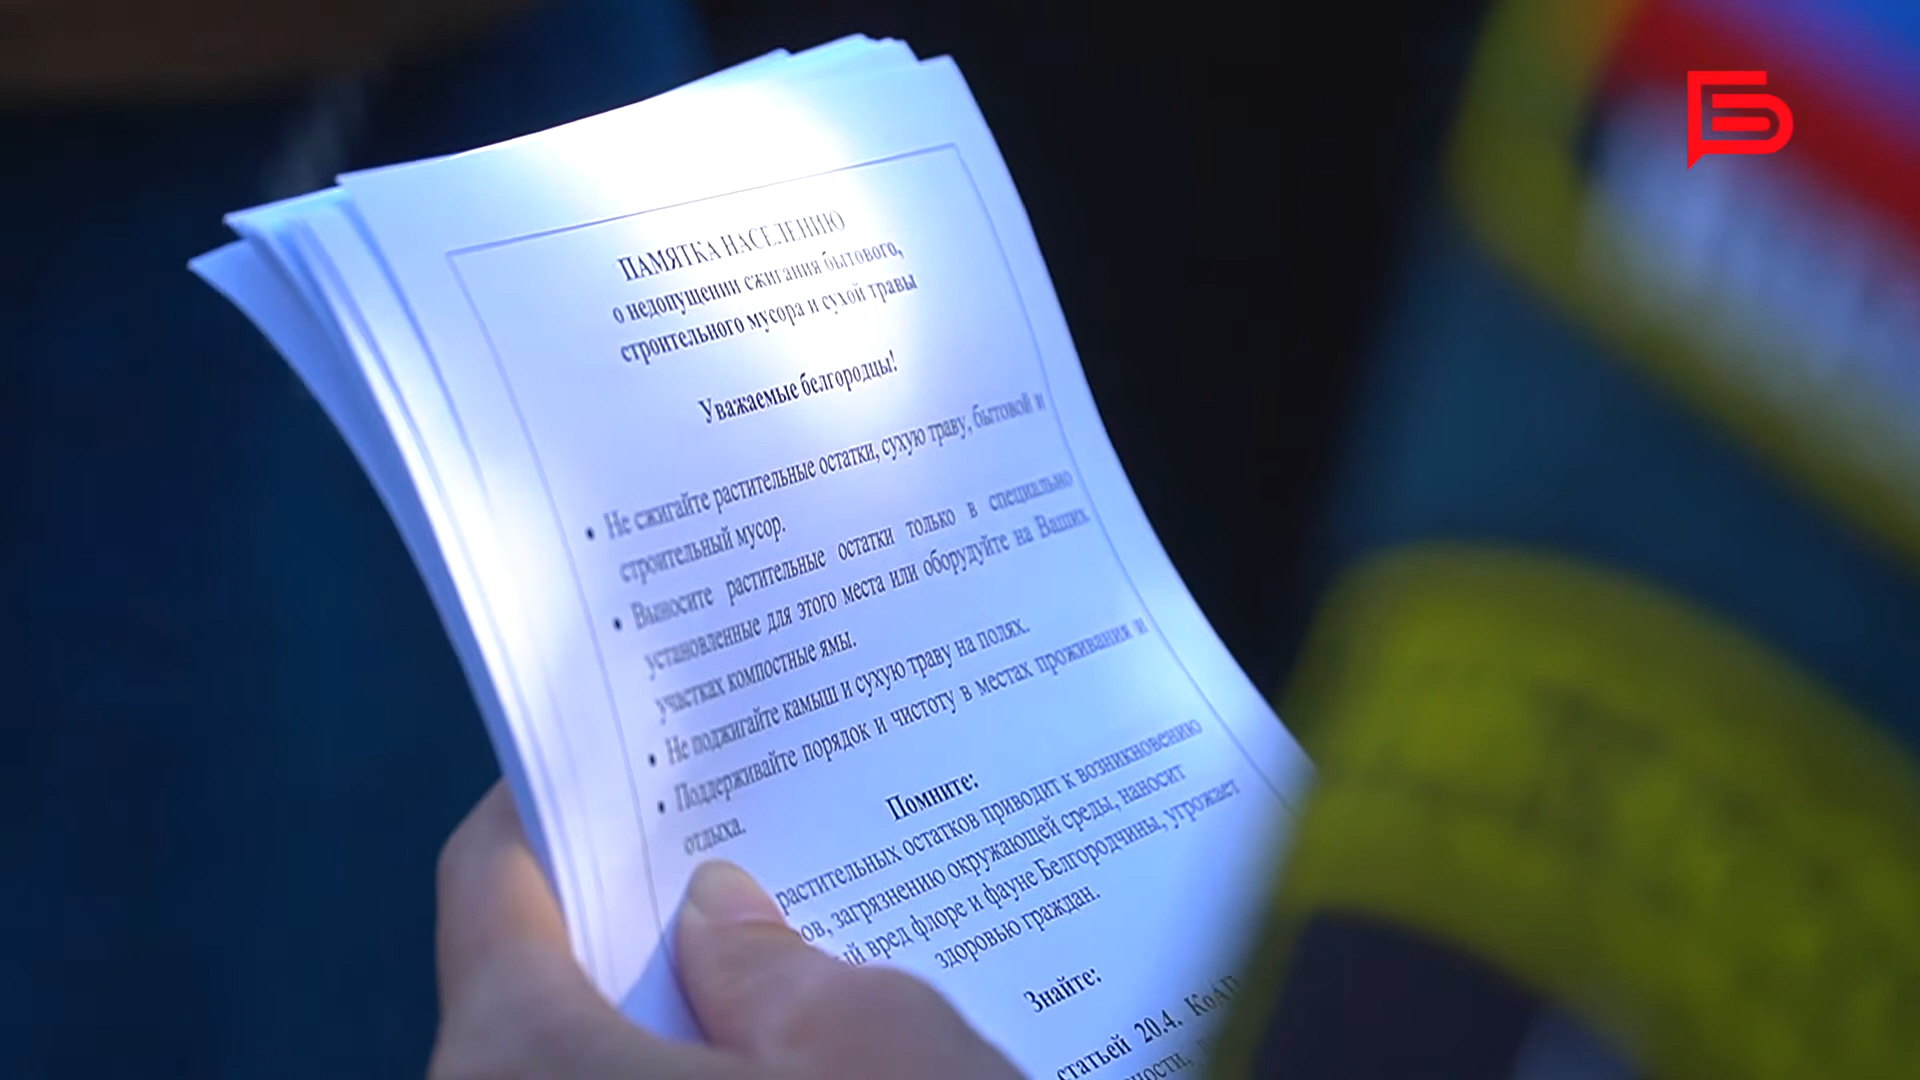 ПАМЯТКА НАСЕЛЕНИЮ
о недопущении сжигания бытового,
строительного мусора и сухой травы
Уважаемые белгородцы!
• Не сжигайте растительные остатки, сухую траву, бытовой и
строительный мусор.
• Выносите растительные остатки только в специально
установленные для этого места или оборудуйте на Ваших
участках компостные ямы.
• Не поджигайте камыш и сухую траву на полях.
• Поддерживайте порядок и чистоту в местах проживания и
отдыха.
Помните:
растительных остатков приводит к возникновению
ов, загрязнению окружающей среды, наносит
ый вред флоре и фауне Белгородчины, угрожает
здоровью граждан.
Знайте:
статьей 20.4. КоАП